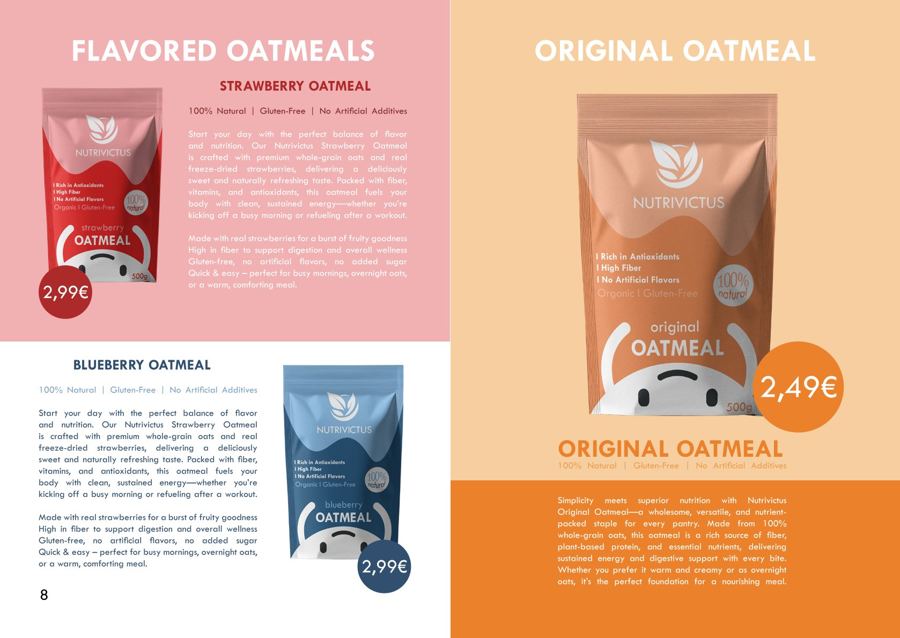 FLAVORED OATMEALS
STRAWBERRY OATMEAL
100% Natural | Gluten-Free | No Artificial Additives
Start your day with the perfect balance of flavor
and nutrition. Our Nutrivictus Strawberry Oatmeal
is crafted with premium whole-grain oats and real
freeze-dried strawberries, delivering a deliciously
sweet and naturally refreshing taste. Packed with fiber,
vitamins, and antioxidants, this oatmeal fuels your
body with clean, sustained energy—whether you're
kicking off a busy morning or refueling after a workout.
Made with real strawberries for a burst of fruity goodness
High in fiber to support digestion and overall wellness
Gluten-free, no artificial flavors, no added sugar
Quick & easy – perfect for busy mornings, overnight oats,
or a warm, comforting meal.
NUTRIVICTUS
I Rich in Antioxidants
I High Fiber
I No Artificial Flavors
Organic I Gluten-Free
100%
natural
strawberry
OATMEAL
500g
2,99€
BLUEBERRY OATMEAL
100% Natural | Gluten-Free | No Artificial Additives
Start your day with the perfect balance of flavor
and nutrition. Our Nutrivictus Strawberry Oatmeal
is crafted with premium whole-grain oats and real
freeze-dried strawberries, delivering a deliciously
sweet and naturally refreshing taste. Packed with fiber,
vitamins, and antioxidants, this oatmeal fuels your
body with clean, sustained energy—whether you're
kicking off a busy morning or refueling after a workout.
Made with real strawberries for a burst of fruity goodness
High in fiber to support digestion and overall wellness
Gluten-free, no artificial flavors, no added sugar
Quick & easy – perfect for busy mornings, overnight oats,
or a warm, comforting meal.
NUTRIVICTUS
I Rich in Antioxidants
I High Fiber
I No Artificial Flavors
Organic I Gluten-Free
100%
natural
blueberry
OATMEAL
2,99€
8
ORIGINAL OATMEAL
NUTRIVICTUS
I Rich in Antioxidants
I High Fiber
I No Artificial Flavors
Organic I Gluten-Free
100%
natural
original
OATMEAL
500g
2,49€
ORIGINAL OATMEAL
100% Natural | Gluten-Free | No Artificial Additives
Simplicity meets superior nutrition with Nutrivictus
Original Oatmeal—a wholesome, versatile, and nutrient-
packed staple for every pantry. Made from 100%
whole-grain oats, this oatmeal is a rich source of fiber,
plant-based protein, and essential nutrients, delivering
sustained energy and digestive support with every bite.
Whether you prefer it warm and creamy or as overnight
oats, it's the perfect foundation for a nourishing meal.